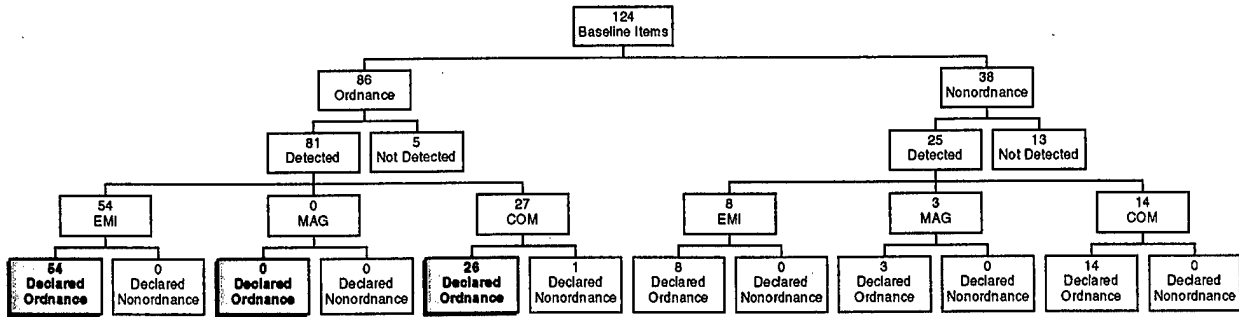 124
Baseline Items
86
Ordnance
38
Nonordnance
81
Detected
5
Not Detected
25
Detected
13
Not Detected
54
EMI
0
MAG
27
COM
8
EMI
3
MAG
14
COM
54
Declared
Ordnance
0
Declared
Nonordnance
0
Declared
Ordnance
0
Declared
Nonordnance
26
Declared
Ordnance
1
Declared
Nonordnance
8
Declared
Ordnance
0
Declared
Nonordnance
3
Declared
Ordnance
0
Declared
Nonordnance
14
Declared
Ordnance
0
Declared
Nonordnance